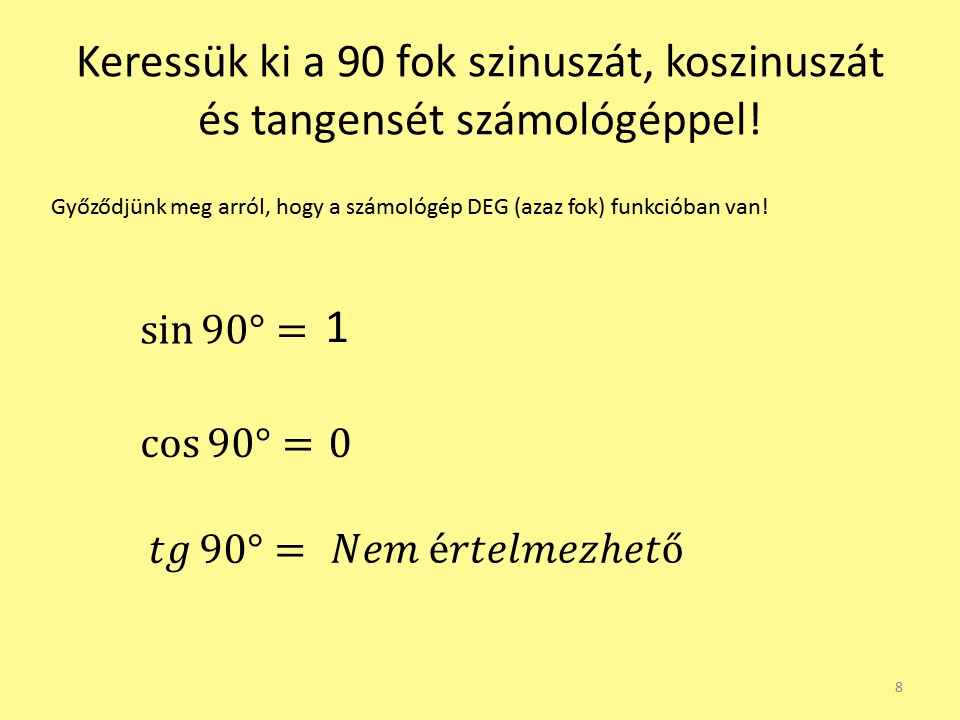 Keressük ki a 90 fok szinuszát, koszinuszát
és tangensét számológéppel!
Győződjünk meg arról, hogy a számológép DEG (azaz fok) funkcióban van!
sin 90° = 1
cos 90° = 0
tg 90° = Nem értelmezhető
8